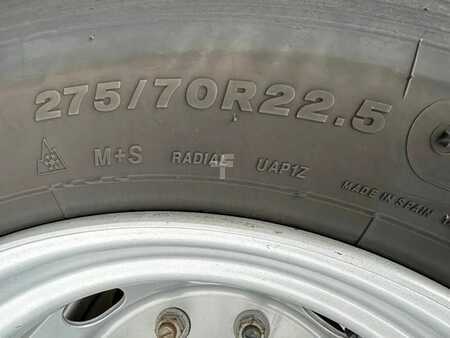 275/70R22.5
M+S RADIAL UAP1Z
MADE IN SPAIN